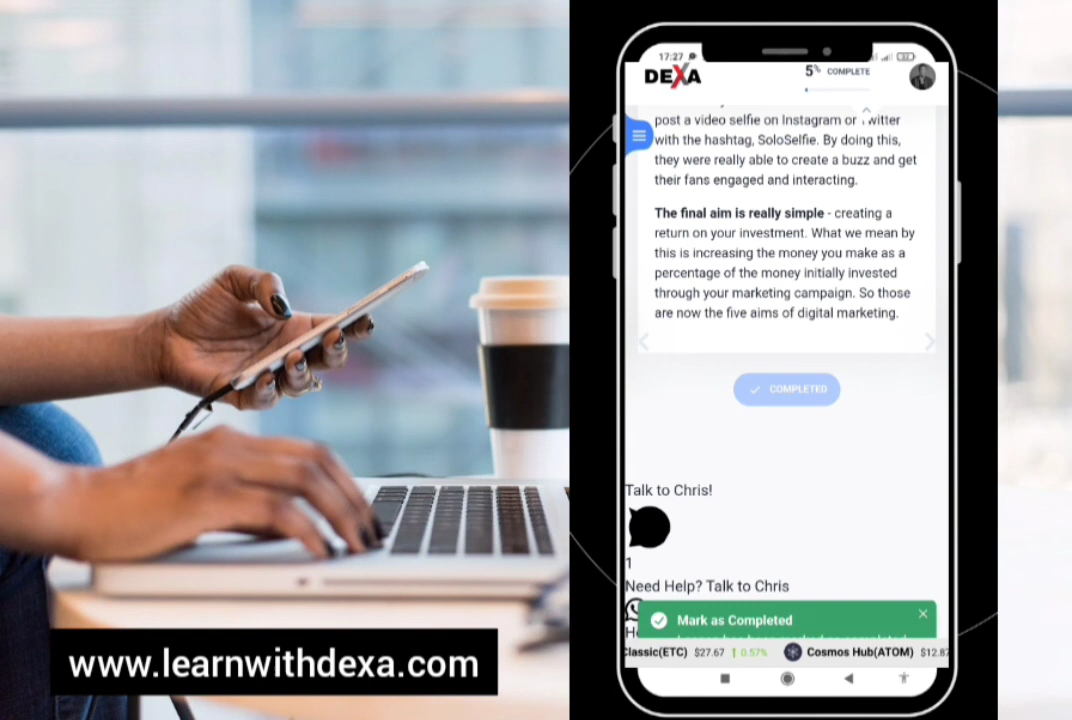 17:27
DEXA
5% COMPLETE
post a video selfie on Instagram or Twitter
with the hashtag, SoloSelfie. By doing this,
they were really able to create a buzz and get
their fans engaged and interacting.
The final aim is really simple - creating a
return on your investment. What we mean by
this is increasing the money you make as a
percentage of the money initially invested
through your marketing campaign. So those
are now the five aims of digital marketing.
COMPLETED
Talk to Chris!
1
Need Help? Talk to Chris
Mark as Completed
Classic(ETC) $27.67 ↑ 0.57% Cosmos Hub(ATOM) $12.87
www.learnwithdexa.com